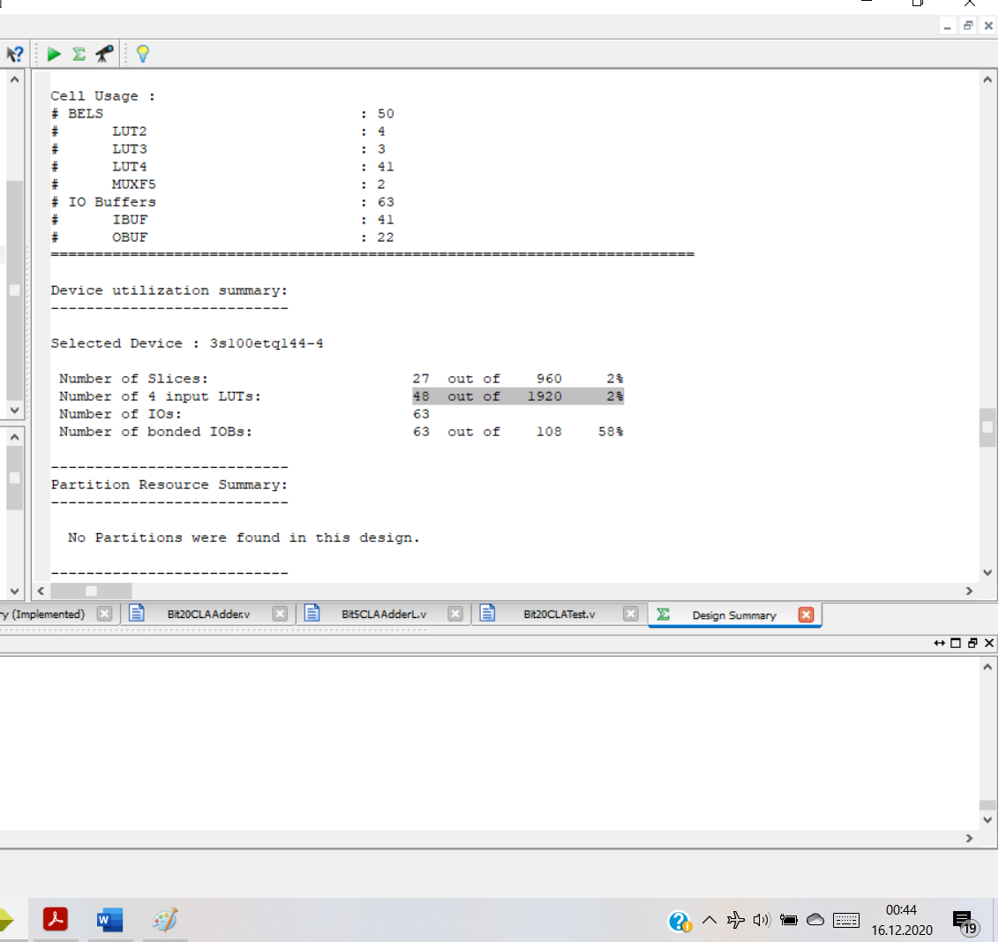 Cell Usage :
# BELS : 50
# LUT2 : 4
# LUT3 : 3
# LUT4 : 41
# MUXF5 : 2
# IO Buffers : 63
# IBUF : 41
# OBUF : 22
=========================================================================
Device utilization summary:
---------------------------
Selected Device : 3s100etq144-4
Number of Slices: 27 out of 960 2%
Number of 4 input LUTs: 48 out of 1920 2%
Number of IOs: 63
Number of bonded IOBs: 63 out of 108 58%
---------------------------
Partition Resource Summary:
---------------------------
No Partitions were found in this design.
---------------------------
ry (Implemented) Bit20CLAAdder.v Bit5CLAAdderL.v Bit20CLATest.v Design Summary
00:44
16.12.2020
19